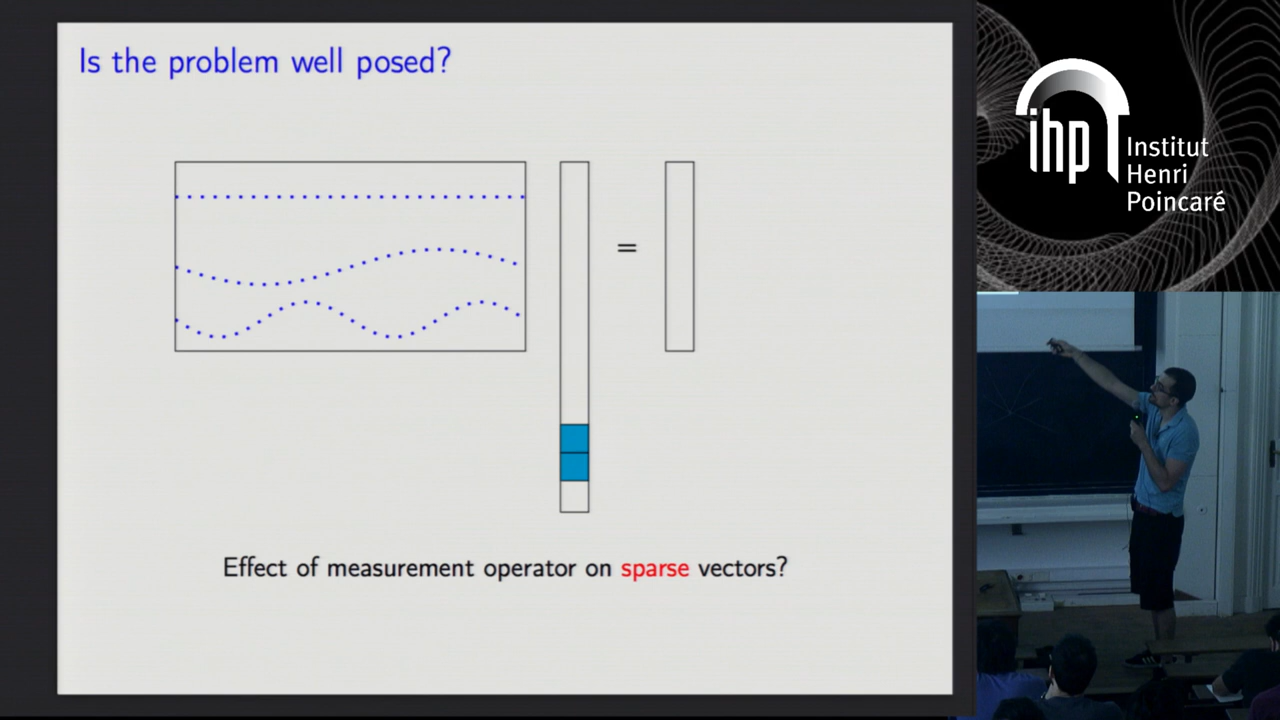 Is the problem well posed?
=
Effect of measurement operator on sparse vectors?
ihp
Institut
Henri
Poincaré